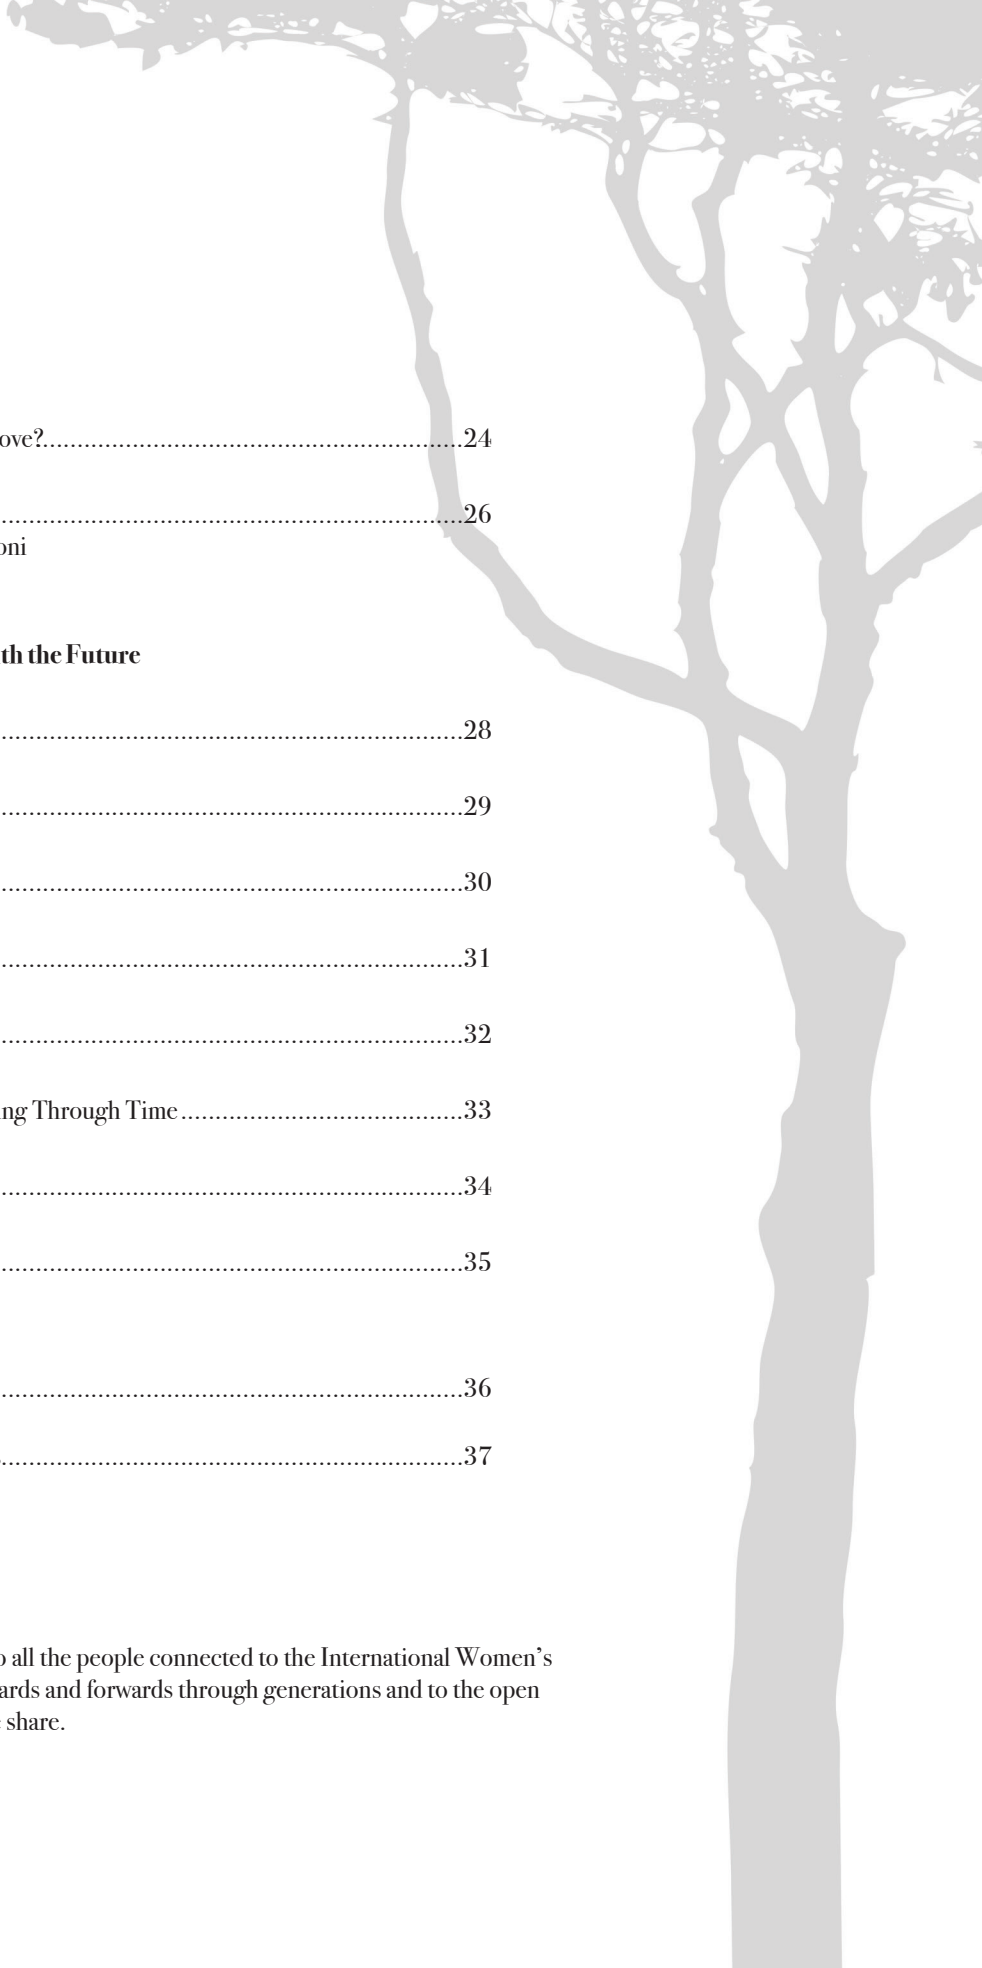 ove?..................................................................24
........................................................................26
oni
th the Future
........................................................................28
........................................................................29
........................................................................30
........................................................................31
........................................................................32
ng Through Time.........................................33
........................................................................34
........................................................................35
........................................................................36
........................................................................37
o all the people connected to the International Women’s
ards and forwards through generations and to the open
share.